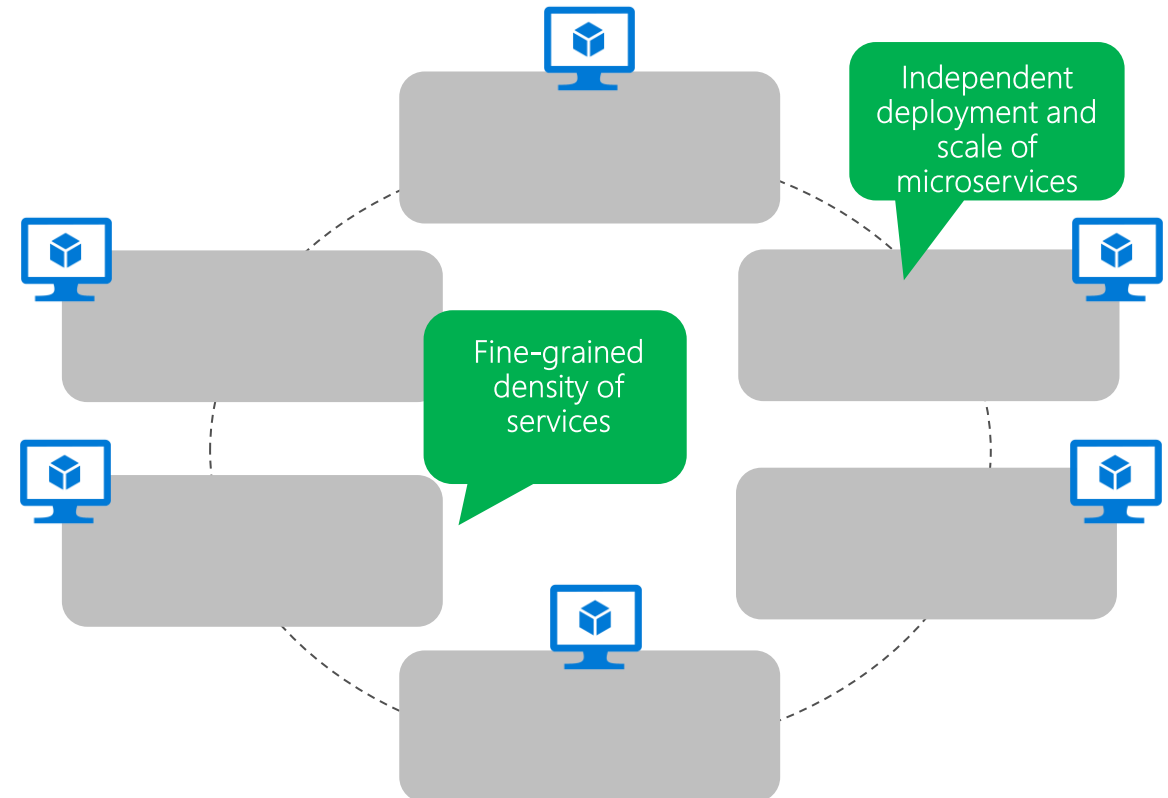 Independent
deployment and
scale of
microservices
Fine-grained
density of
services